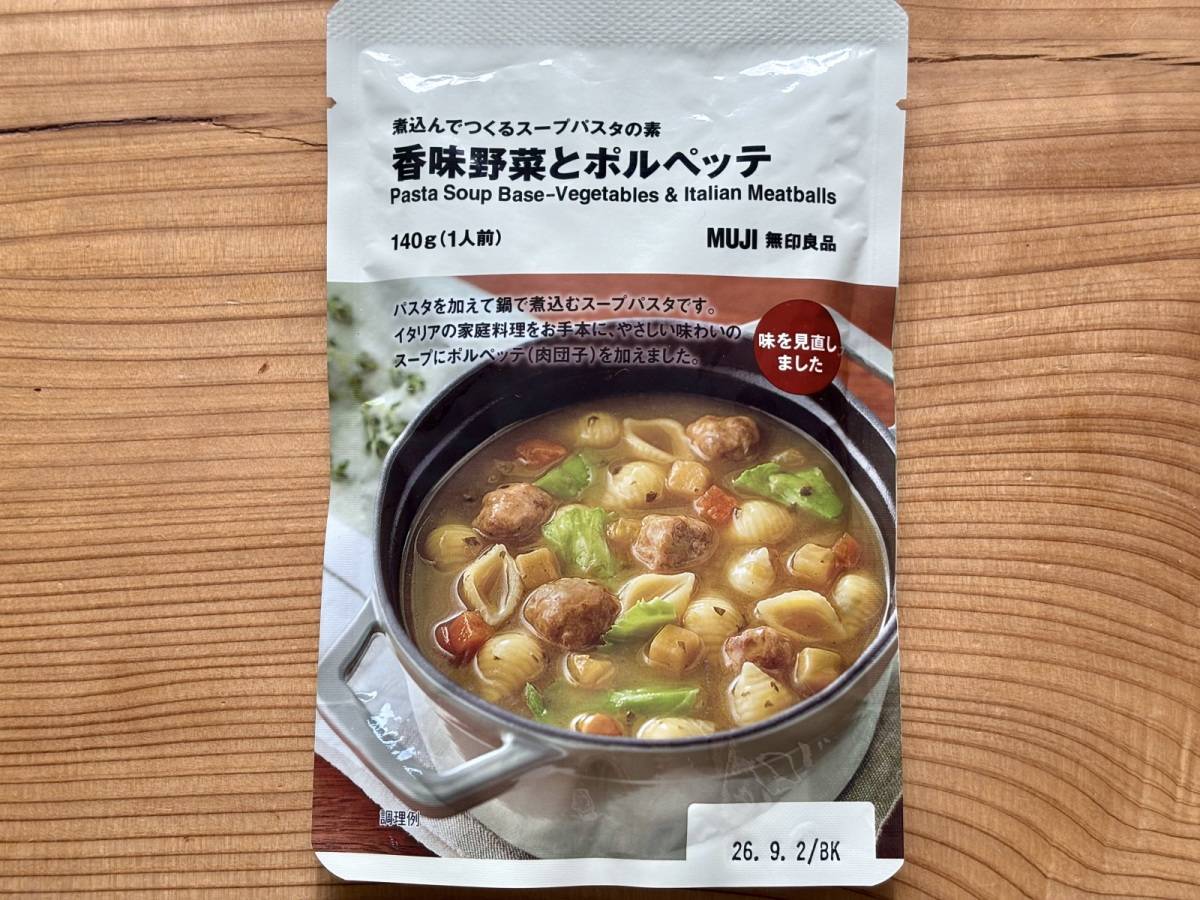 煮込んでつくるスープパスタの素
香味野菜とポルペッテ
Pasta Soup Base-Vegetables & Italian Meatballs
140g(1人前)
MUJI 無印良品
パスタを加えて鍋で煮込むスープパスタです。
イタリアの家庭料理をお手本に、やさしい味わいの
スープにポルペッテ(肉団子)を加えました。
味を見直し
ました
調理例
26. 9. 2/BK